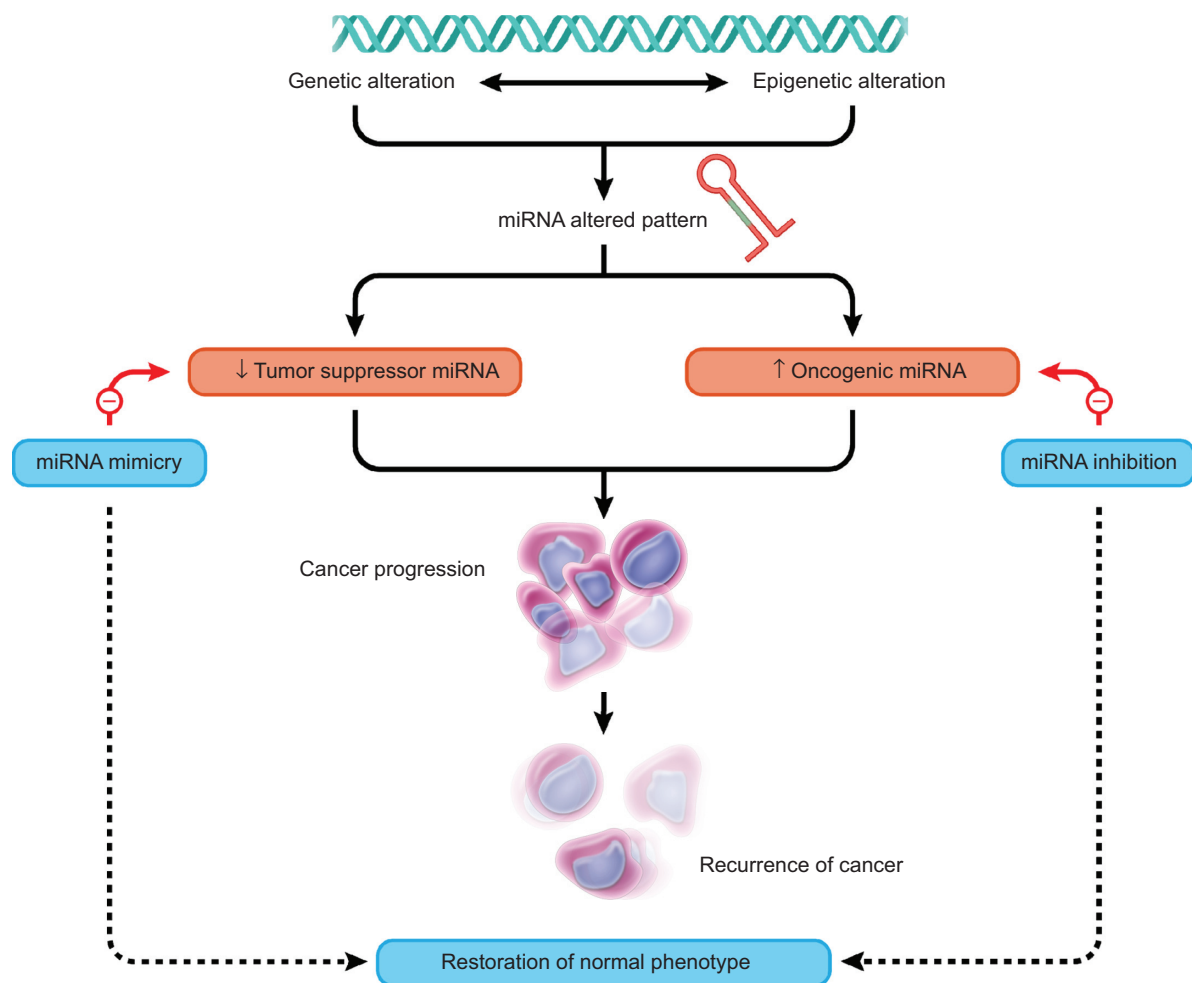 Genetic alteration
Epigenetic alteration
miRNA altered pattern
↓ Tumor suppressor miRNA
↑ Oncogenic miRNA
−
−
miRNA mimicry
miRNA inhibition
Cancer progression
Recurrence of cancer
Restoration of normal phenotype